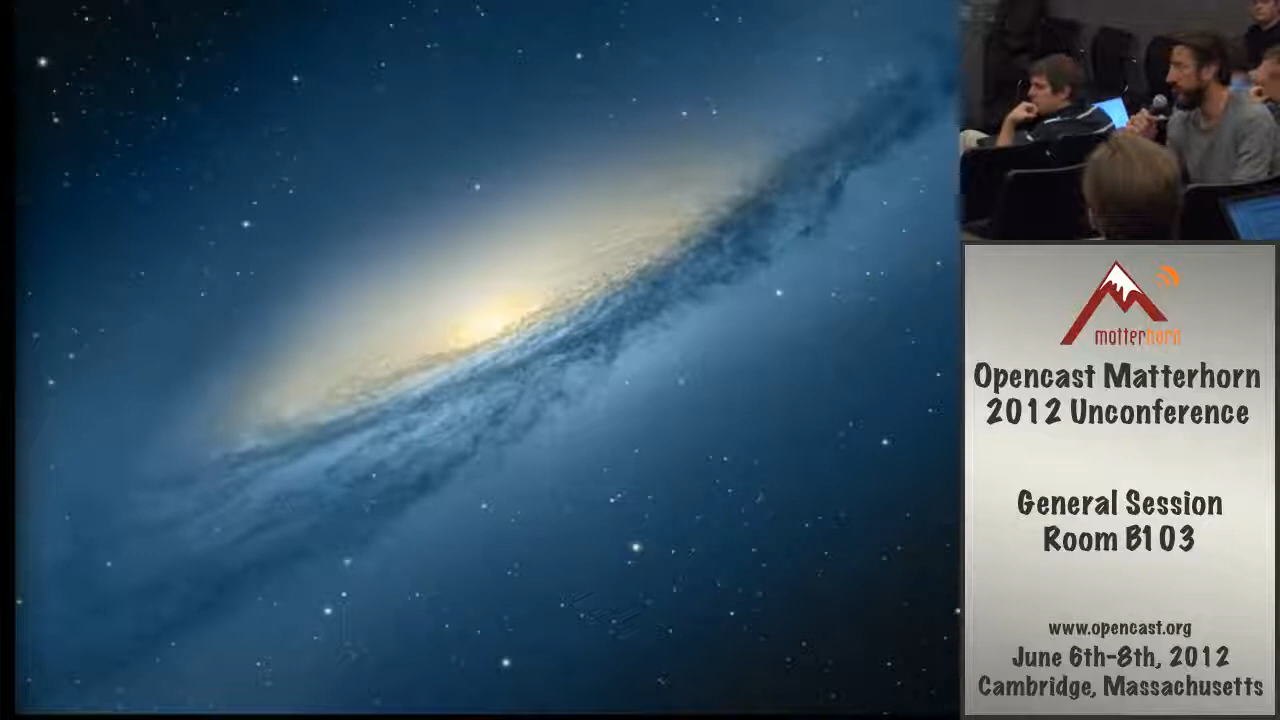 matterhorn
Opencast Matterhorn
2012 Unconference
General Session
Room B103
www.opencast.org
June 6th-8th, 2012
Cambridge, Massachusetts